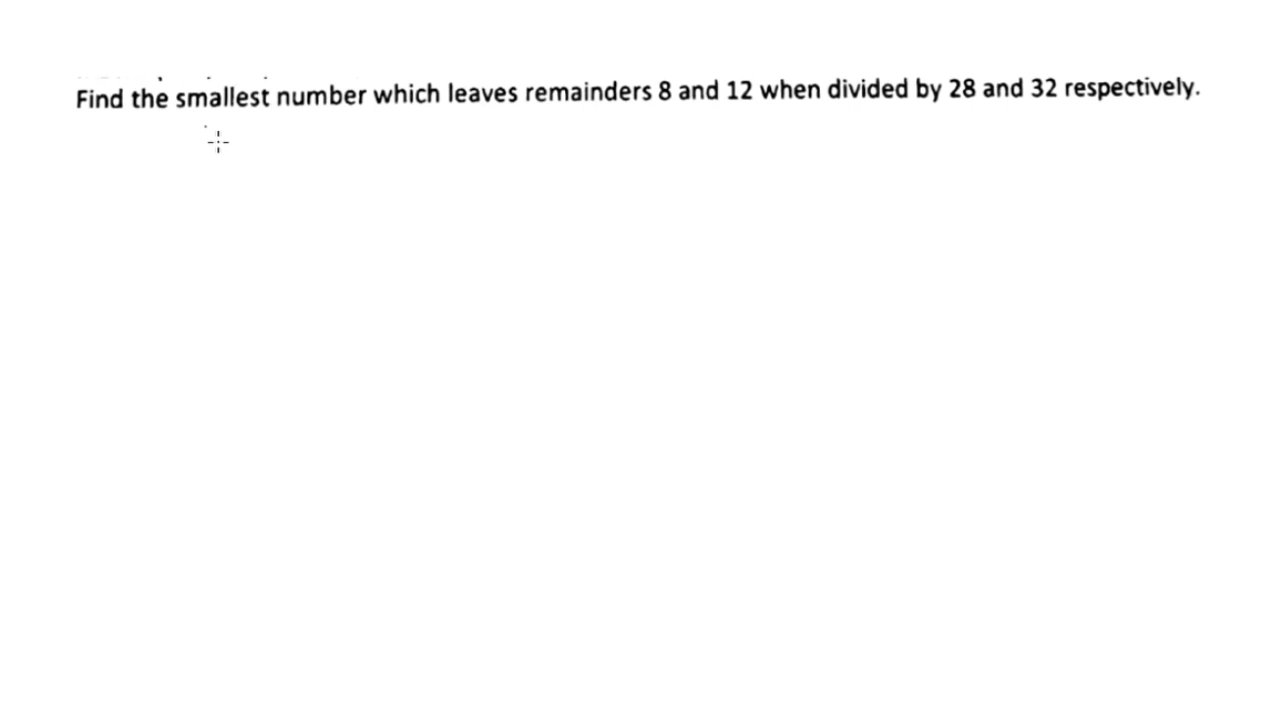 Find the smallest number which leaves remainders 8 and 12 when divided by 28 and 32 respectively.